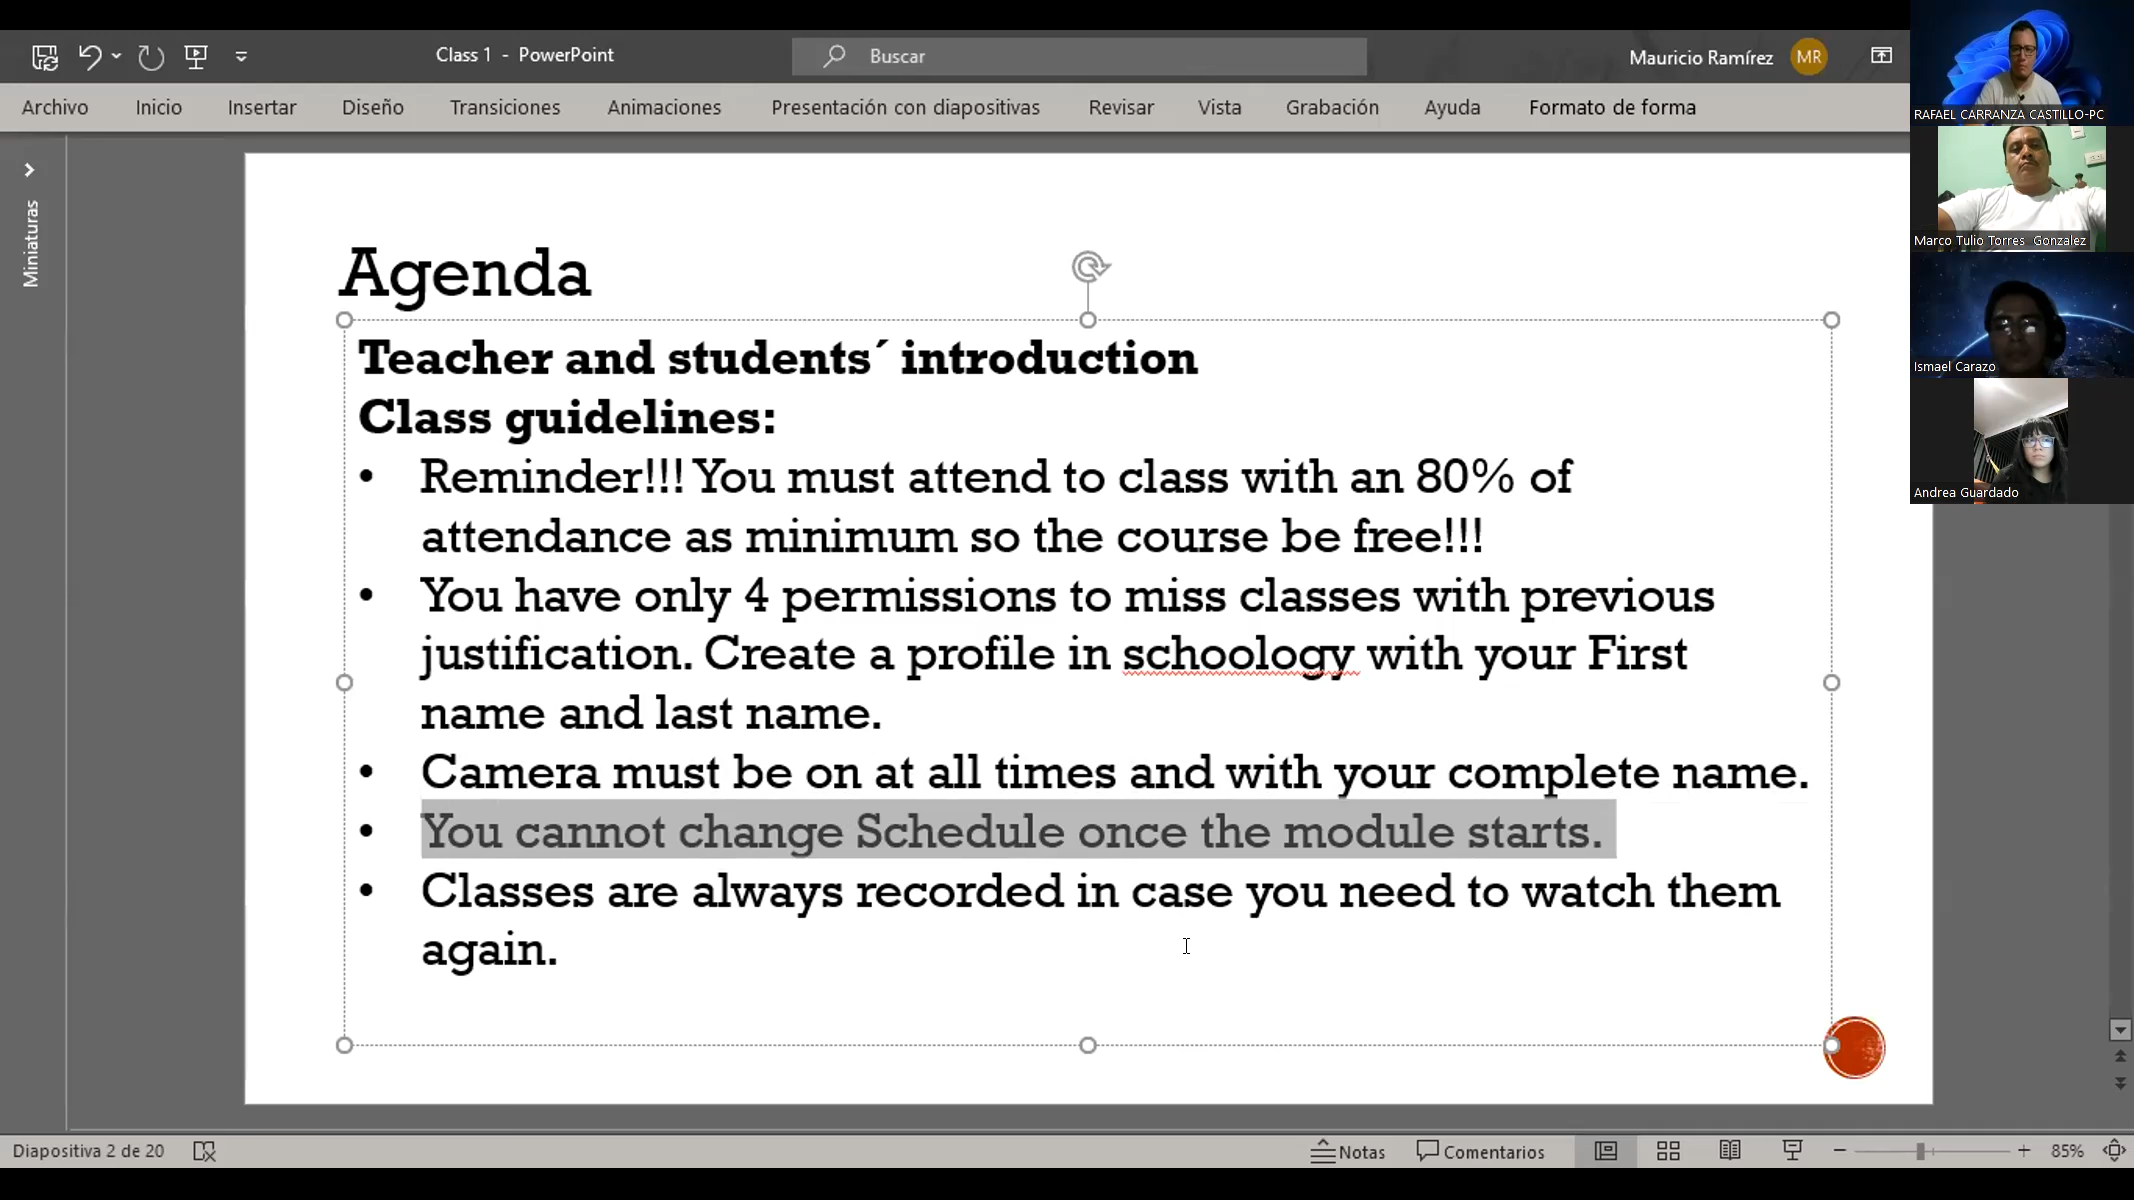 Class 1 - PowerPoint
Buscar
Mauricio Ramírez MR
Archivo Inicio Insertar Diseño Transiciones Animaciones Presentación con diapositivas Revisar Vista Grabación Ayuda Formato de forma
Miniaturas
Agenda
Teacher and students´ introduction
Class guidelines:
• Reminder!!! You must attend to class with an 80% of
attendance as minimum so the course be free!!!
• You have only 4 permissions to miss classes with previous
justification. Create a profile in schoology with your First
name and last name.
• Camera must be on at all times and with your complete name.
• You cannot change Schedule once the module starts.
• Classes are always recorded in case you need to watch them
again.
RAFAEL CARRANZA CASTILLO-PC
Marco Tulio Torres Gonzalez
Ismael Carazo
Andrea Guardado
Diapositiva 2 de 20
Notas Comentarios 85%